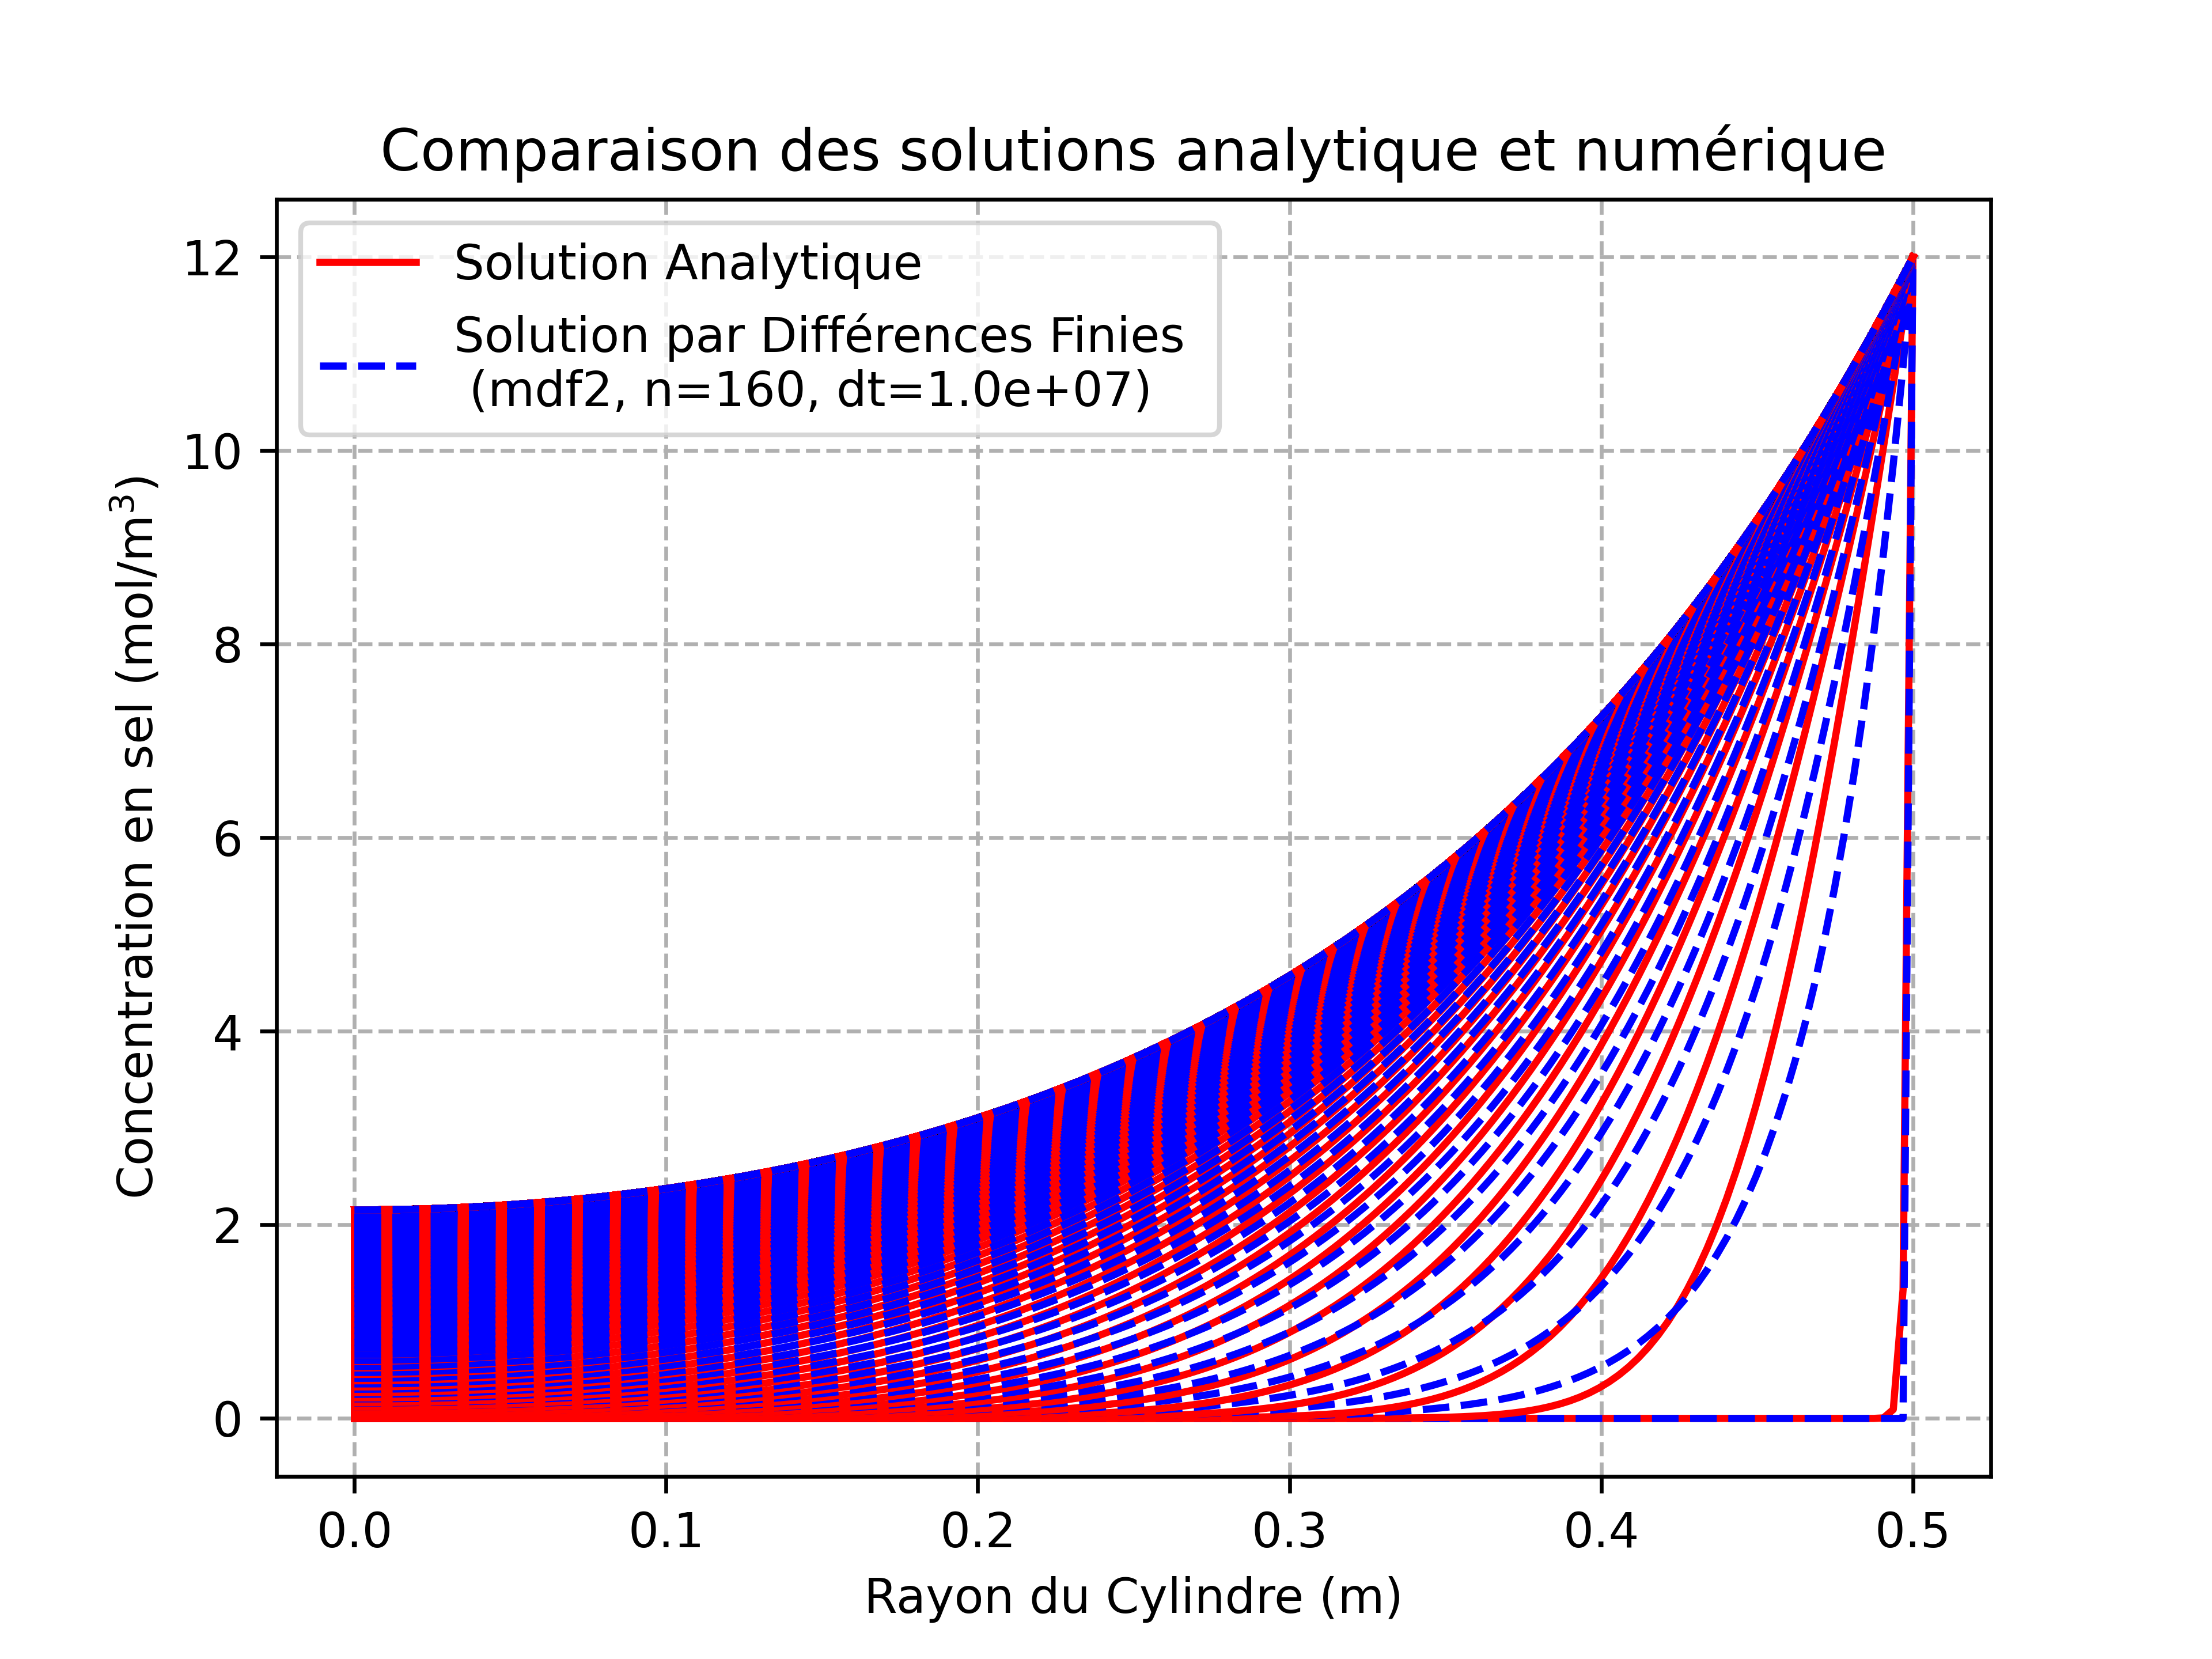 Comparaison des solutions analytique et numérique
Solution Analytique
Solution par Différences Finies
(mdf2, n=160, dt=1.0e+07)
Concentration en sel (mol/m³)
12
10
8
6
4
2
0
0.0 0.1 0.2 0.3 0.4 0.5
Rayon du Cylindre (m)